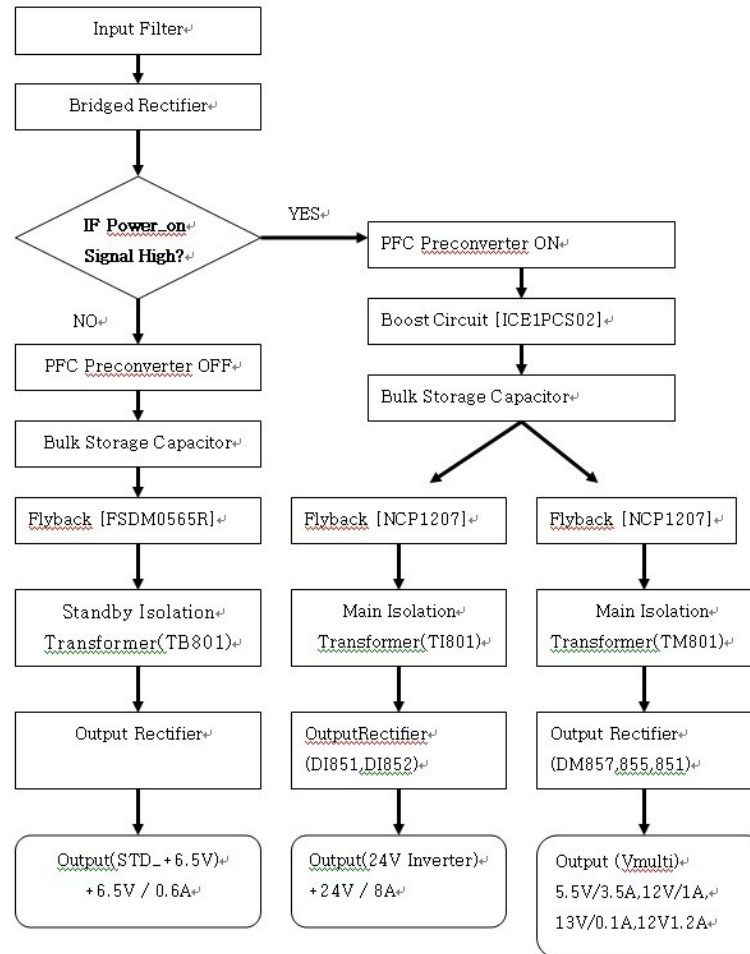 Input Filter
Bridged Rectifier
IF Power_on
Signal High?
YES
NO
PFC Preconverter ON
Boost Circuit [ICE1PCS02]
Bulk Storage Capacitor
PFC Preconverter OFF
Bulk Storage Capacitor
Flyback [FSDM0565R]
Standby Isolation
Transformer(TB801)
Output Rectifier
Output(STD_+6.5V)
+6.5V / 0.6A
Flyback [NCP1207]
Main Isolation
Transformer(TI801)
OutputRectifier
(DI851,DI852)
Output(24V Inverter)
+24V / 8A
Flyback [NCP1207]
Main Isolation
Transformer(TM801)
Output Rectifier
(DM857,855,851)
Output (Vmulti)
5.5V/3.5A,12V/1A,
13V/0.1A,12V1.2A